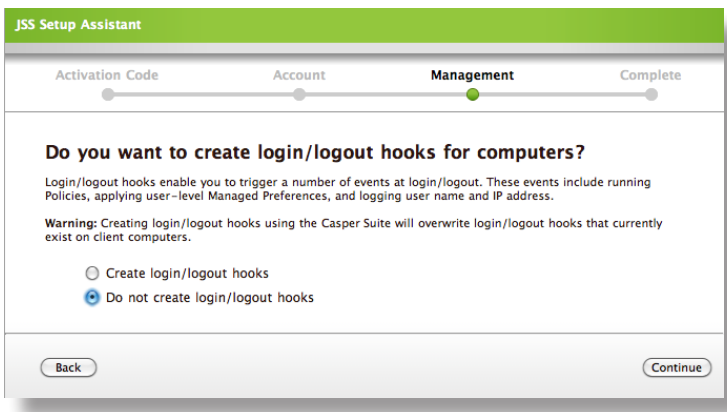 JSS Setup Assistant
Activation Code Account Management Complete
Do you want to create login/logout hooks for computers?
Login/logout hooks enable you to trigger a number of events at login/logout. These events include running
Policies, applying user-level Managed Preferences, and logging user name and IP address.
Warning: Creating login/logout hooks using the Casper Suite will overwrite login/logout hooks that currently
exist on client computers.
Create login/logout hooks
Do not create login/logout hooks
Back Continue